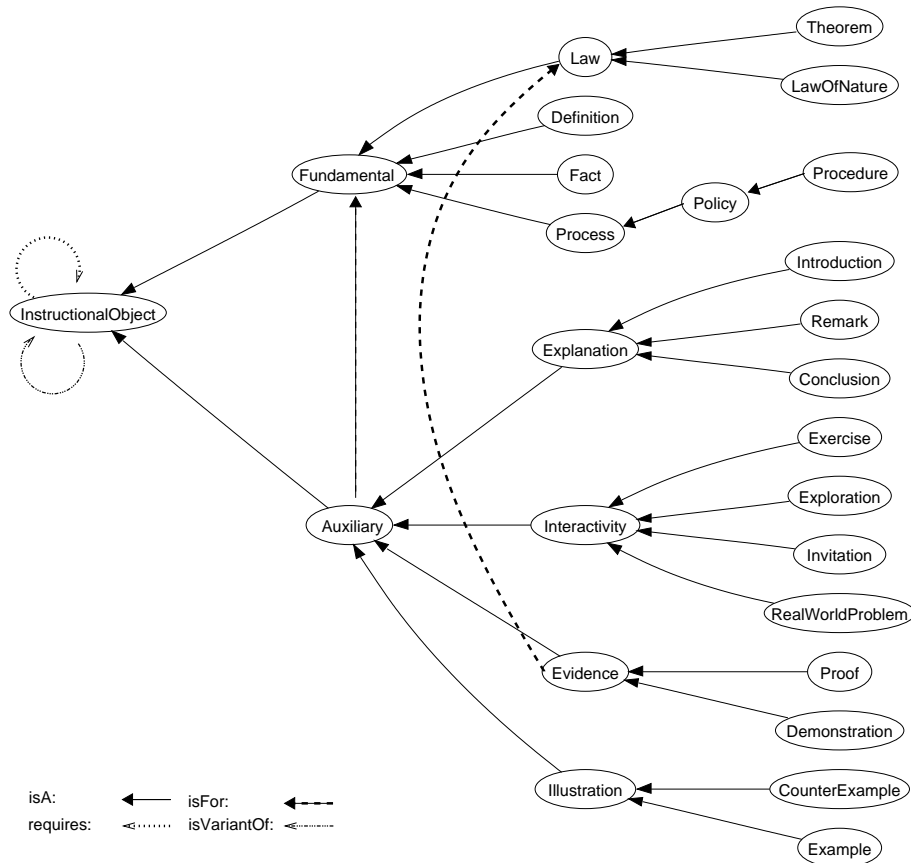 Theorem
Law
LawOfNature
Definition
Fundamental
Fact
Procedure
Policy
Process
Introduction
InstructionalObject
Remark
Explanation
Conclusion
Exercise
Exploration
Auxiliary
Interactivity
Invitation
RealWorldProblem
Evidence
Proof
Demonstration
Illustration
CounterExample
Example
isA:
isFor:
requires:
isVariantOf: